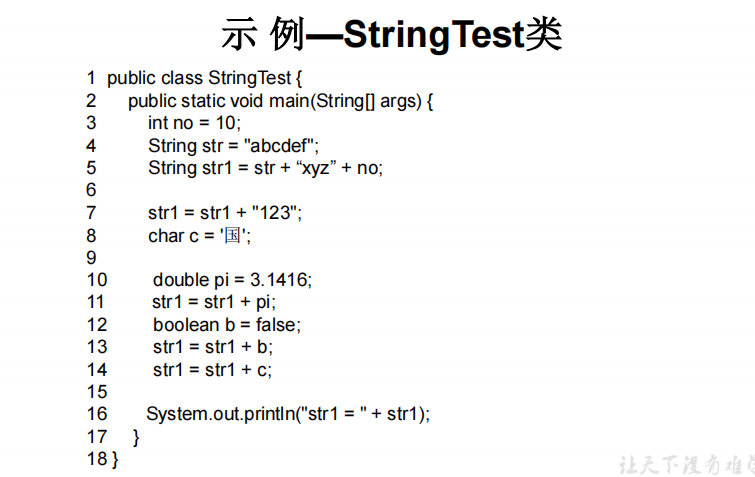 示 例—StringTest类
1 public class StringTest {
2 public static void main(String[] args) {
3 int no = 10;
4 String str = "abcdef";
5 String str1 = str + “xyz” + no;
6
7 str1 = str1 + "123";
8 char c = '国';
9
10 double pi = 3.1416;
11 str1 = str1 + pi;
12 boolean b = false;
13 str1 = str1 + b;
14 str1 = str1 + c;
15
16 System.out.println("str1 = " + str1);
17 }
18 }
让天下没有难